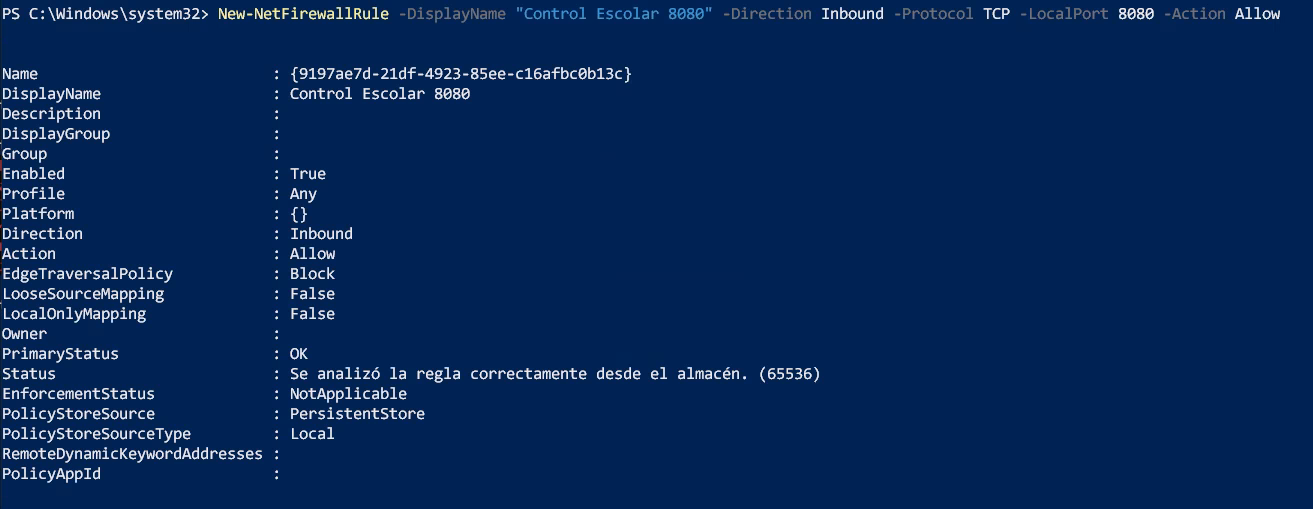 PS C:\Windows\system32> New-NetFirewallRule -DisplayName "Control Escolar 8080" -Direction Inbound -Protocol TCP -LocalPort 8080 -Action Allow
Name : {9197ae7d-21df-4923-85ee-c16afbc0b13c}
DisplayName : Control Escolar 8080
Description :
DisplayGroup :
Group :
Enabled : True
Profile : Any
Platform : {}
Direction : Inbound
Action : Allow
EdgeTraversalPolicy : Block
LooseSourceMapping : False
LocalOnlyMapping : False
Owner :
PrimaryStatus : OK
Status : Se analizó la regla correctamente desde el almacén. (65536)
EnforcementStatus : NotApplicable
PolicyStoreSource : PersistentStore
PolicyStoreSourceType : Local
RemoteDynamicKeywordAddresses :
PolicyAppId :